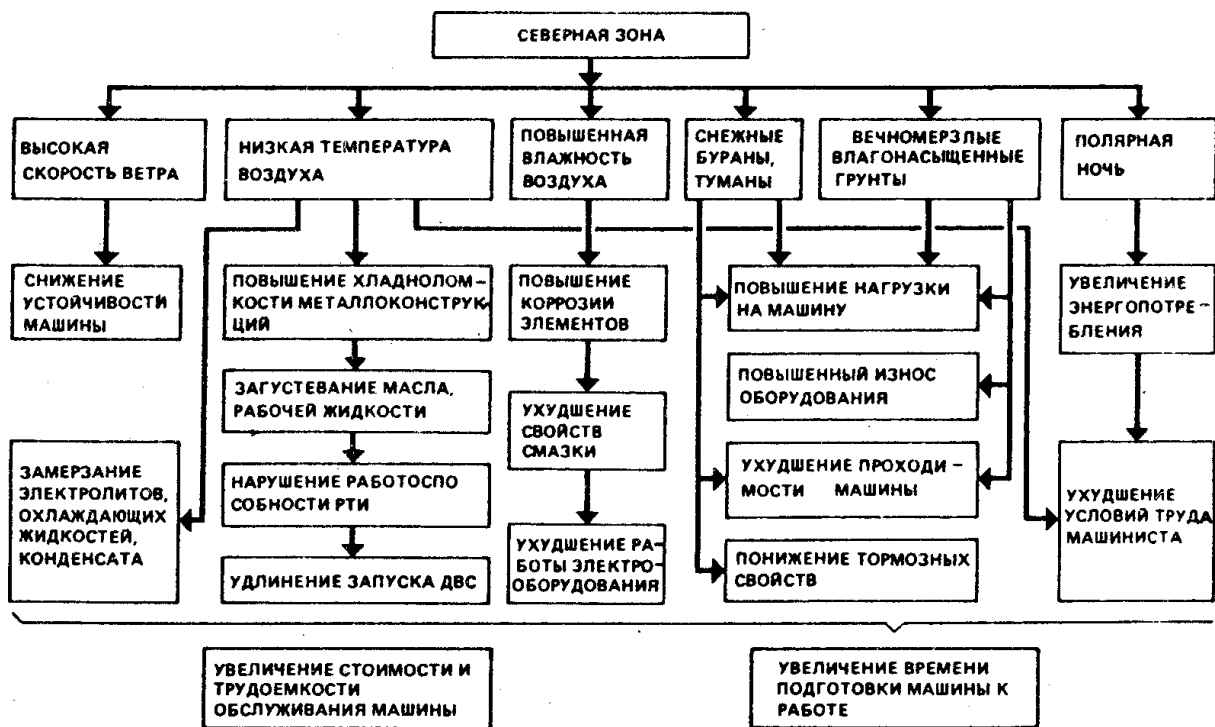 СЕВЕРНАЯ ЗОНА
ВЫСОКАЯ
СКОРОСТЬ ВЕТРА
НИЗКАЯ ТЕМПЕРАТУРА
ВОЗДУХА
ПОВЫШЕННАЯ
ВЛАЖНОСТЬ
ВОЗДУХА
СНЕЖНЫЕ
БУРАНЫ,
ТУМАНЫ
ВЕЧНОМЕРЗЛЫЕ
ВЛАГОНАСЫЩЕННЫЕ
ГРУНТЫ
ПОЛЯРНАЯ
НОЧЬ
СНИЖЕНИЕ
УСТОЙЧИВОСТИ
МАШИНЫ
ПОВЫШЕНИЕ ХЛАДНОЛОМ-
КОСТИ МЕТАЛЛОКОНСТРУК-
ЦИЙ
ПОВЫШЕНИЕ
КОРРОЗИИ
ЭЛЕМЕНТОВ
ПОВЫШЕНИЕ НАГРУЗКИ
НА МАШИНУ
УВЕЛИЧЕНИЕ
ЭНЕРГОПОТРЕ-
БЛЕНИЯ
ЗАГУСТЕВАНИЕ МАСЛА,
РАБОЧЕЙ ЖИДКОСТИ
УХУДШЕНИЕ
СВОЙСТВ
СМАЗКИ
ПОВЫШЕННЫЙ ИЗНОС
ОБОРУДОВАНИЯ
ЗАМЕРЗАНИЕ
ЭЛЕКТРОЛИТОВ,
ОХЛАЖДАЮЩИХ
ЖИДКОСТЕЙ,
КОНДЕНСАТА
НАРУШЕНИЕ РАБОТОСПО
СОБНОСТИ РТИ
УХУДШЕНИЕ ПРОХОДИ-
МОСТИ МАШИНЫ
УХУДШЕНИЕ
УСЛОВИЙ ТРУДА
МАШИНИСТА
УДЛИНЕНИЕ ЗАПУСКА ДВС
УХУДШЕНИЕ РА-
БОТЫ ЭЛЕКТРО-
ОБОРУДОВАНИЯ
ПОНИЖЕНИЕ ТОРМОЗНЫХ
СВОЙСТВ
УВЕЛИЧЕНИЕ СТОИМОСТИ И
ТРУДОЕМКОСТИ
ОБСЛУЖИВАНИЯ МАШИНЫ
УВЕЛИЧЕНИЕ ВРЕМЕНИ
ПОДГОТОВКИ МАШИНЫ К
РАБОТЕ